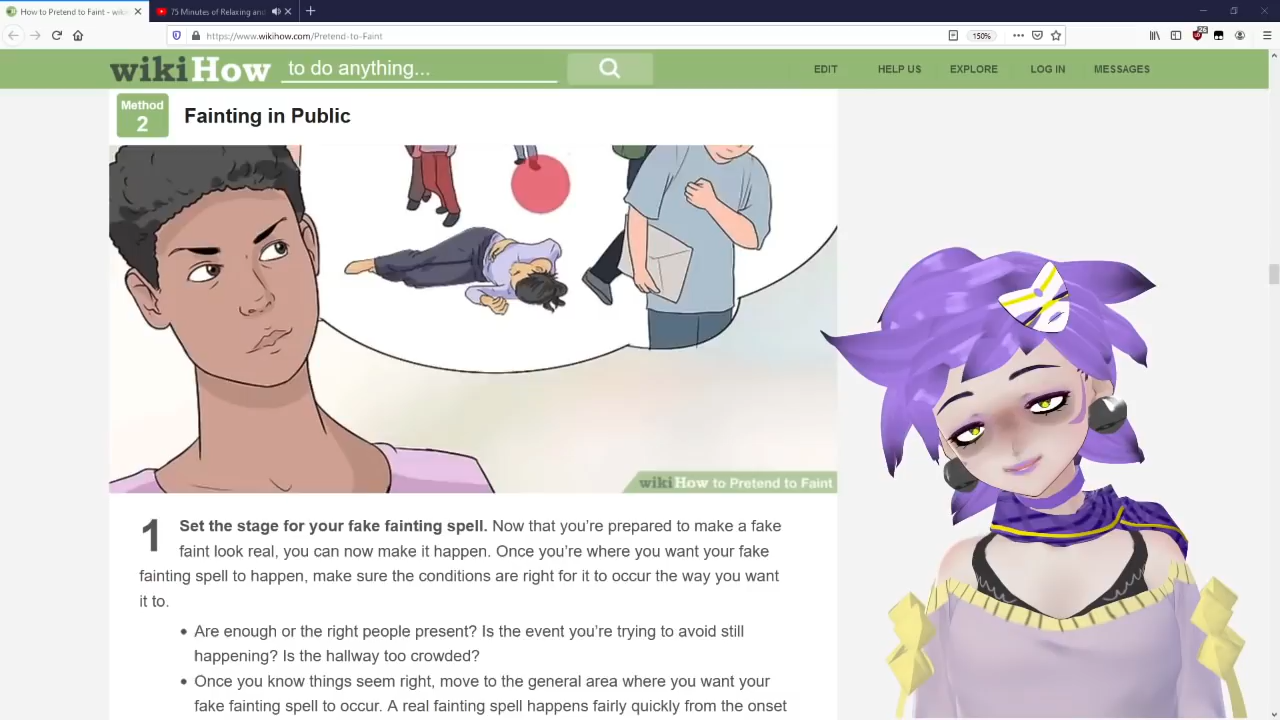 How to Pretend to Faint - wiki
75 Minutes of Relaxing and
https://www.wikihow.com/Pretend-to-Faint
150%
wikiHow
to do anything...
EDIT
HELP US
EXPLORE
LOG IN
MESSAGES
Method
2
Fainting in Public
wikiHow to Pretend to Faint
1
Set the stage for your fake fainting spell. Now that you’re prepared to make a fake
faint look real, you can now make it happen. Once you’re where you want your fake
fainting spell to happen, make sure the conditions are right for it to occur the way you want
it to.
• Are enough or the right people present? Is the event you’re trying to avoid still
happening? Is the hallway too crowded?
• Once you know things seem right, move to the general area where you want your
fake fainting spell to occur. A real fainting spell happens fairly quickly from the onset